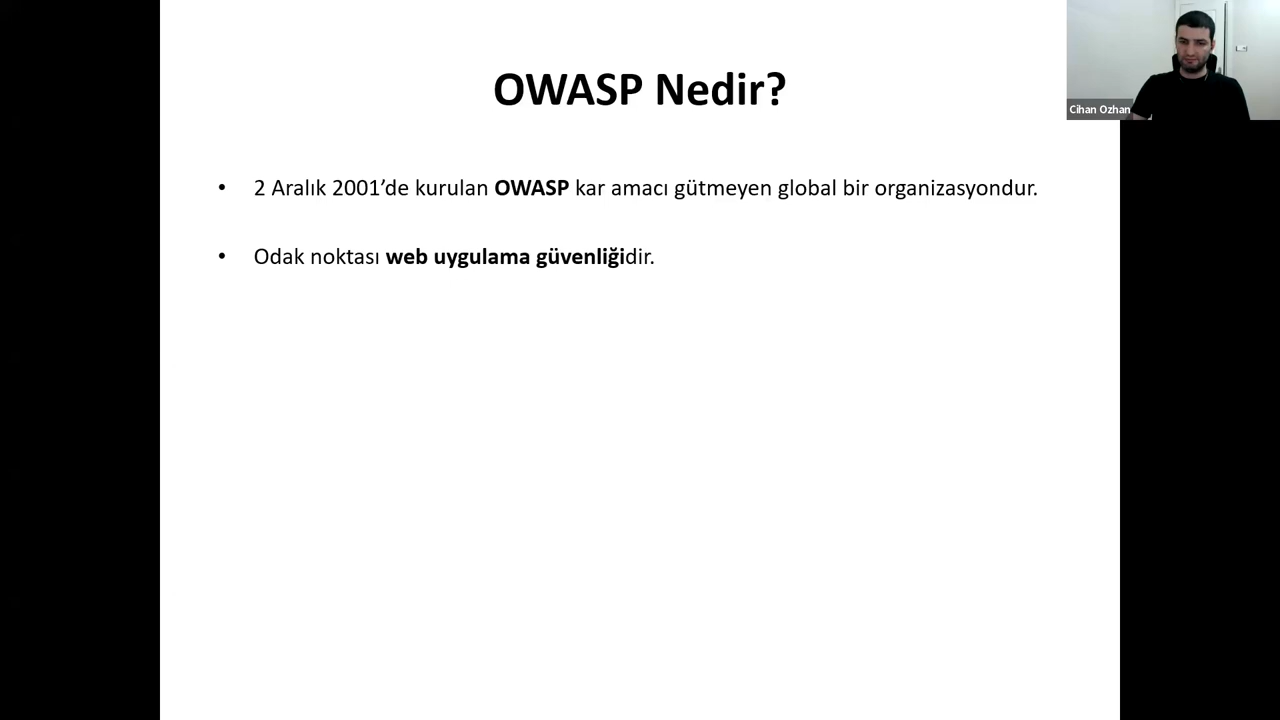 OWASP Nedir?
Cihan Ozhan
• 2 Aralık 2001’de kurulan OWASP kar amacı gütmeyen global bir organizasyondur.
• Odak noktası web uygulama güvenliğidir.